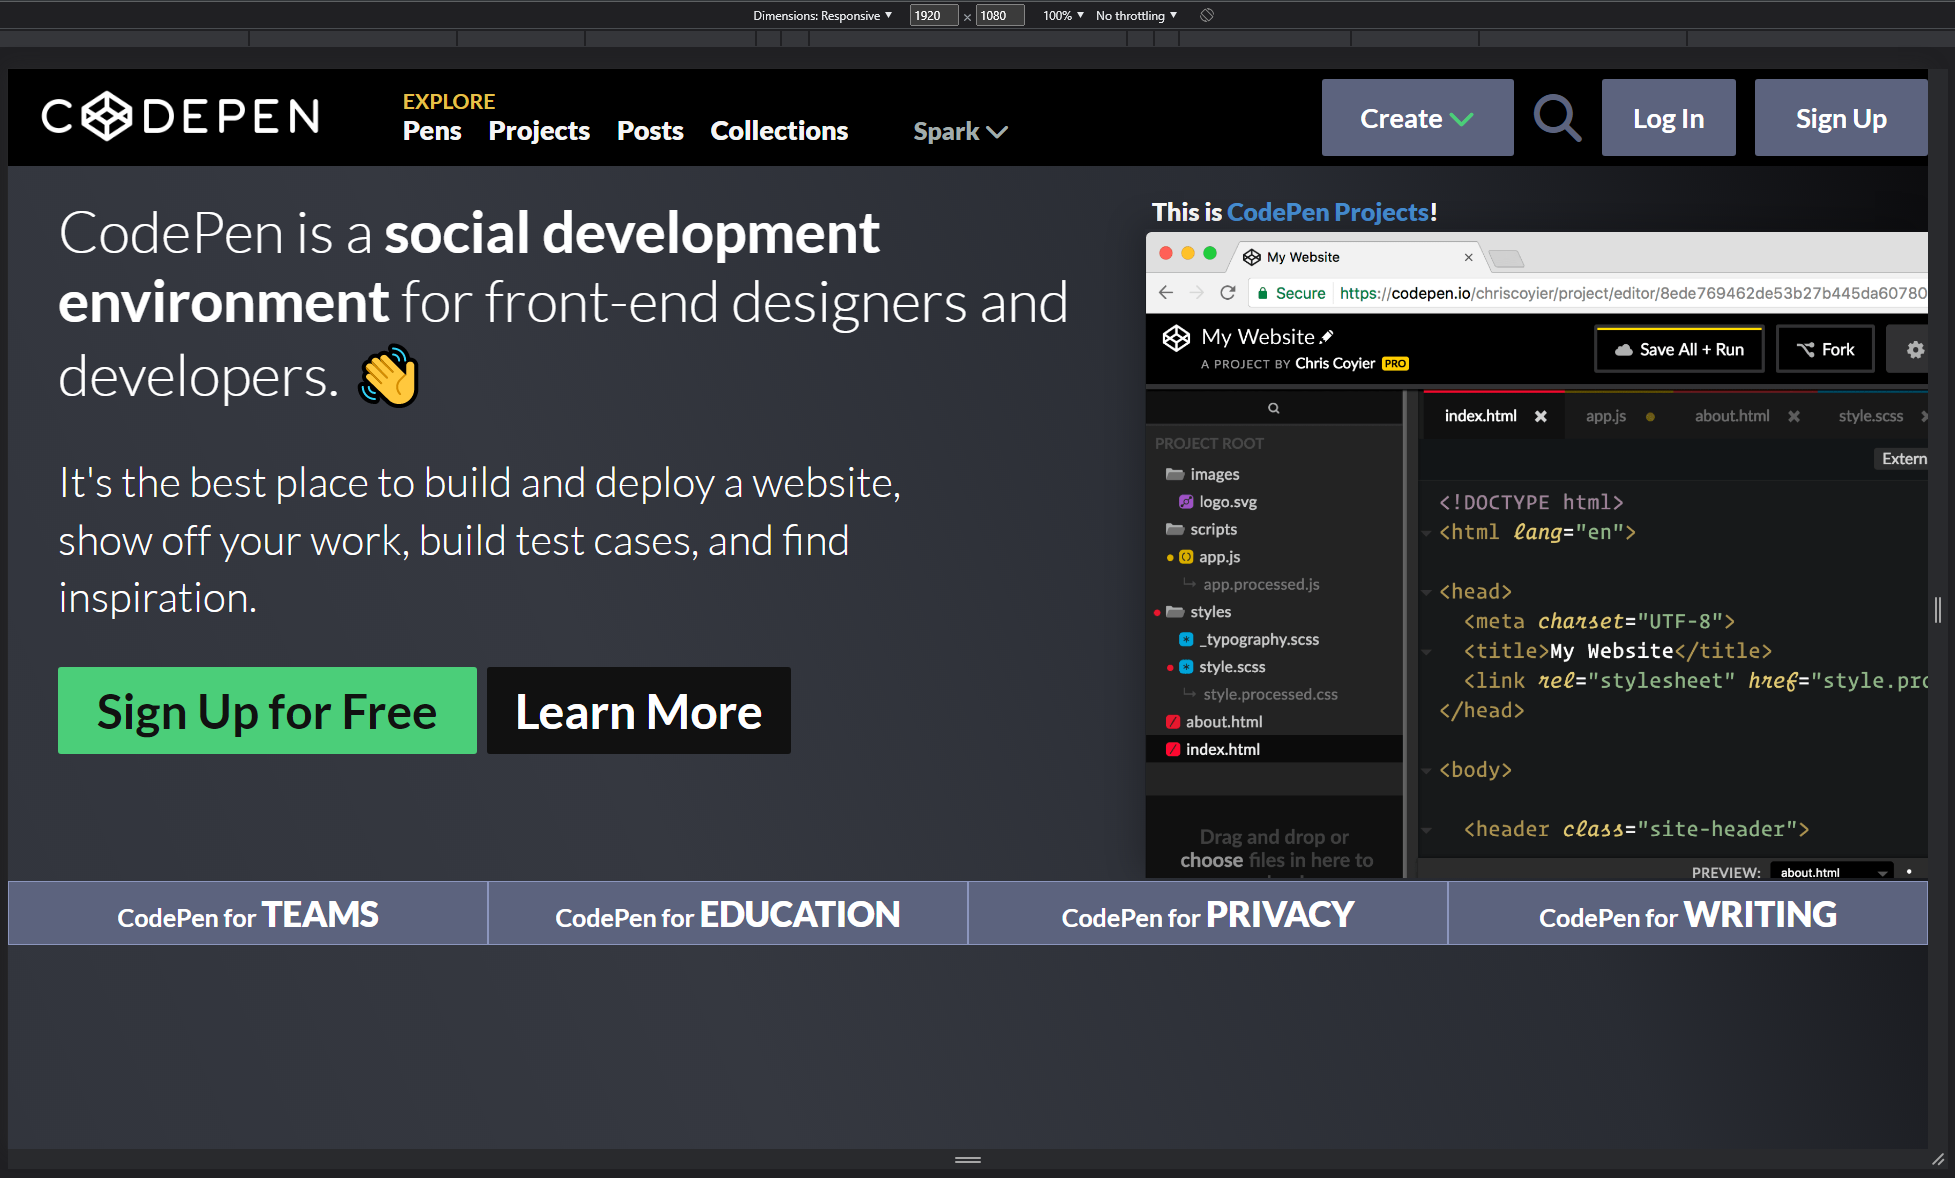 Dimensions: Responsive 1920 × 1080 100% No throttling
CODEPEN
EXPLORE
Pens Projects Posts Collections Spark
Create Log In Sign Up
CodePen is a social development
environment for front-end designers and
developers. 👋
It's the best place to build and deploy a website,
show off your work, build test cases, and find
inspiration.
Sign Up for Free Learn More
This is CodePen Projects!
My Website
Secure https://codepen.io/chriscoyier/project/editor/8ede769462de53b27b445da60780
My Website
A PROJECT BY Chris Coyier PRO
Save All + Run Fork
PROJECT ROOT
images
logo.svg
scripts
app.js
app.processed.js
styles
_typography.scss
style.scss
style.processed.css
about.html
index.html
Drag and drop or
choose files in here to
index.html app.js about.html style.scss
Extern
<!DOCTYPE html>
<html lang="en">
<head>
<meta charset="UTF-8">
<title>My Website</title>
<link rel="stylesheet" href="style.pro
</head>
<body>
<header class="site-header">
PREVIEW: about.html
CodePen for TEAMS CodePen for EDUCATION CodePen for PRIVACY CodePen for WRITING